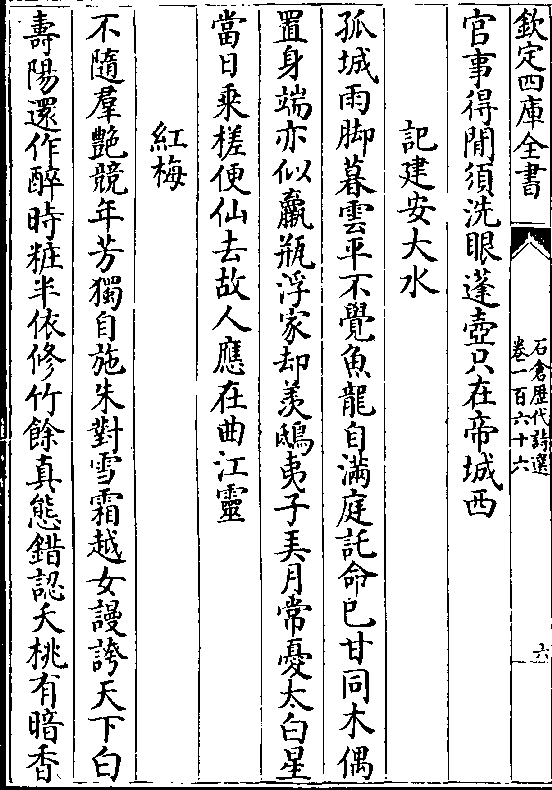 欽定四庫全書
石倉歷代詩選
卷一百六十六
六
官事得閒須洗眼蓬壺只在帝城西
記建安大水
孤城雨脚暮雲平不覺魚龍自滿庭託命已甘同木偶
置身端亦似羸瓶浮家却羨鴟夷子弄月常憂太白星
當日乘槎便仙去故人應在曲江靈
紅梅
不隨羣艶競年芳獨自施朱對雪霜越女謾誇天下白
壽陽還作醉時粧半依修竹餘真態錯認夭桃有暗香